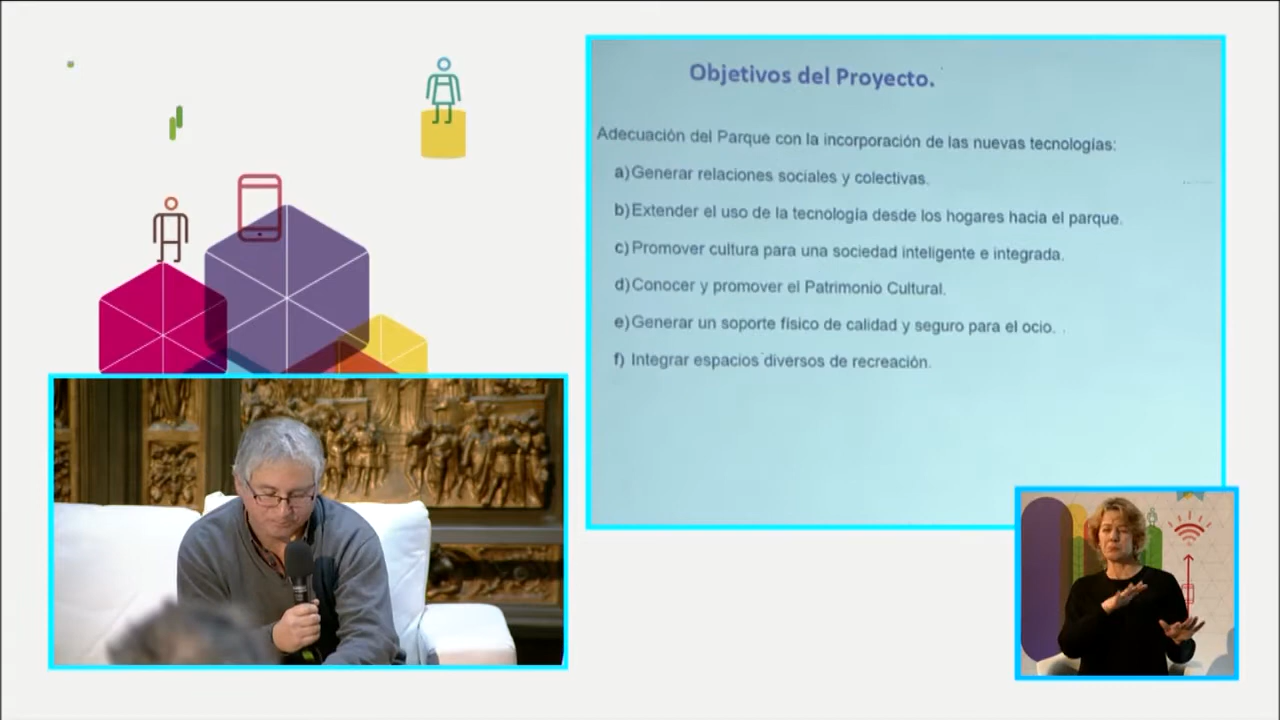 Objetivos del Proyecto.
Adecuación del Parque con la incorporación de las nuevas tecnologías:
a) Generar relaciones sociales y colectivas.
b) Extender el uso de la tecnología desde los hogares hacia el parque.
c) Promover cultura para una sociedad inteligente e integrada.
d) Conocer y promover el Patrimonio Cultural.
e) Generar un soporte físico de calidad y seguro para el ocio.
f) Integrar espacios diversos de recreación.